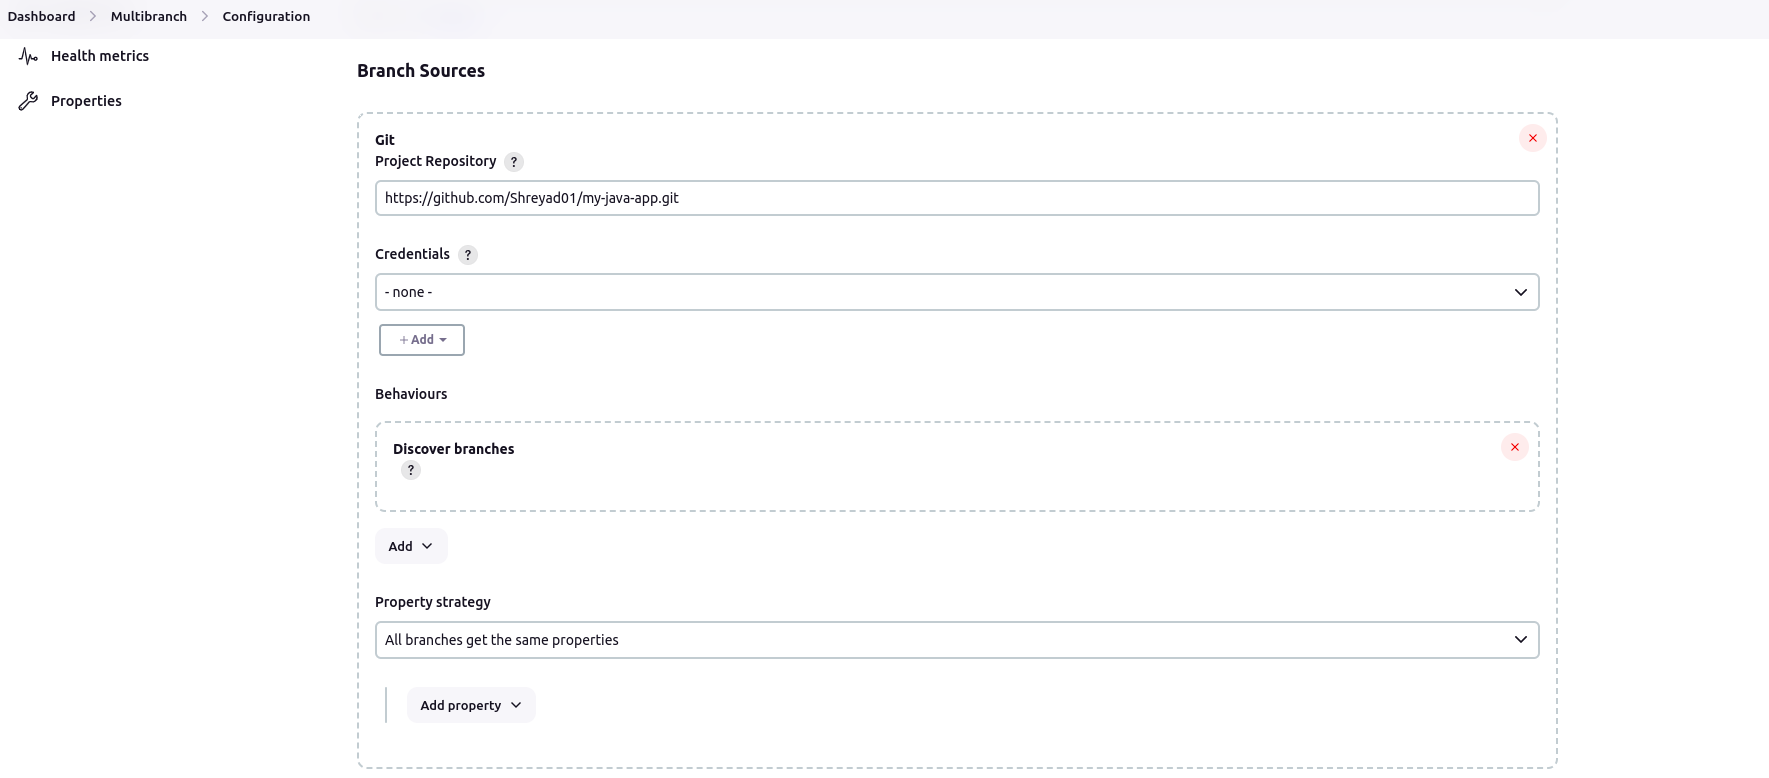 Dashboard > Multibranch > Configuration
Health metrics
Properties
Branch Sources
Git
Project Repository ?
https://github.com/Shreyad01/my-java-app.git
Credentials ?
- none -
+ Add
Behaviours
Discover branches
?
Add
Property strategy
All branches get the same properties
Add property